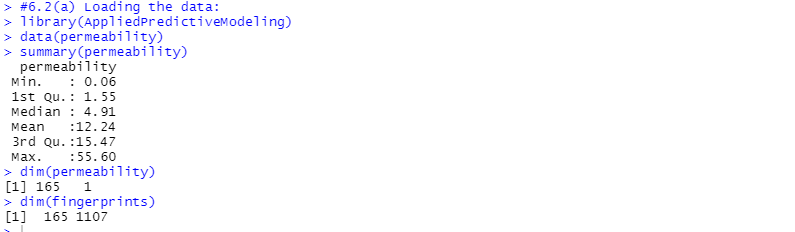 > #6.2(a) Loading the data:
> library(AppliedPredictiveModeling)
> data(permeability)
> summary(permeability)
  permeability
 Min.   : 0.06
 1st Qu.: 1.55
 Median : 4.91
 Mean   :12.24
 3rd Qu.:15.47
 Max.   :55.60
> dim(permeability)
[1] 165   1
> dim(fingerprints)
[1]  165 1107
>